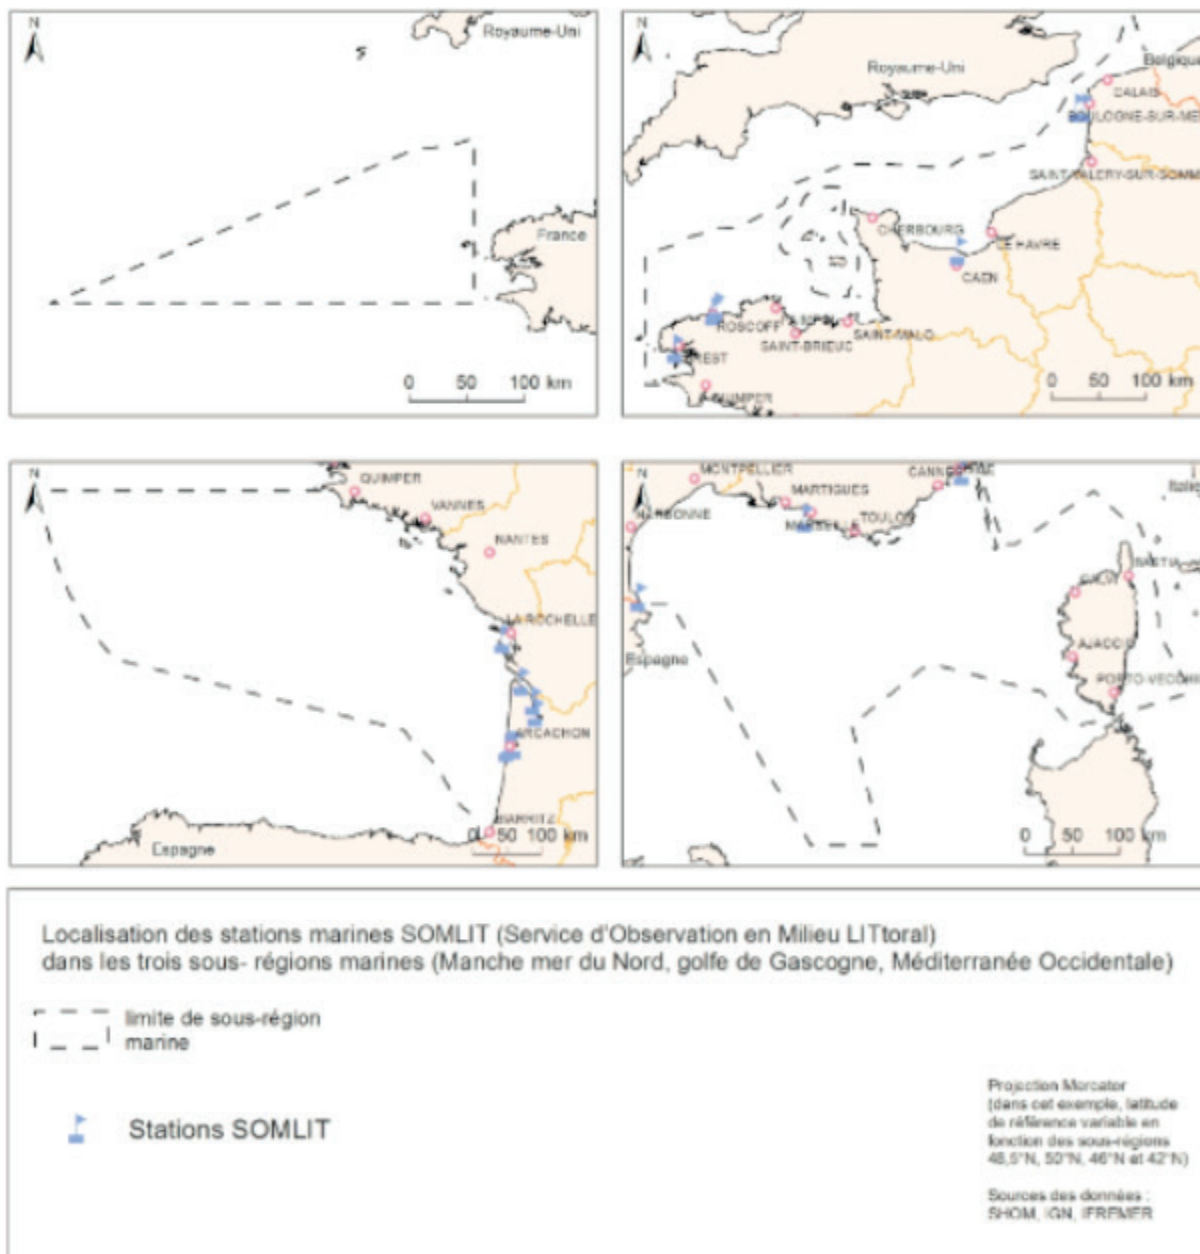 N
Royaume-Uni
France
0 50 100 km
N
Royaume-Uni
Belgique
CALAIS
BOULOGNE-SUR-ME
SAINT-VALERY-SUR-SOMM
CHERBOURG
LE HAVRE
CAEN
ROSCOFF
SAINT-BRIEUC
SAINT-MALO
BREST
QUIMPER
0 50 100 km
N
QUIMPER
VANNES
NANTES
LA ROCHELLE
ARCACHON
BIARRITZ
Espagne
0 50 100 km
N
MONTPELLIER
CANNES
Italie
MARTIGUES
NARBONNE
MARSEILLE
TOULON
BASTIA
CALVI
AJACCIO
Espagne
PORTO-VECCHIO
0 50 100 km
Localisation des stations marines SOMLIT (Service d'Observation en Milieu LITtoral)
dans les trois sous- régions marines (Manche mer du Nord, golfe de Gascogne, Méditerranée Occidentale)
limite de sous-région
marine
Stations SOMLIT
Projection Mercator
(dans cet exemple, latitude
de référence variable en
fonction des sous-régions
48,5°N, 50°N, 46°N et 42°N)
Sources des données :
SHOM, IGN, IFREMER